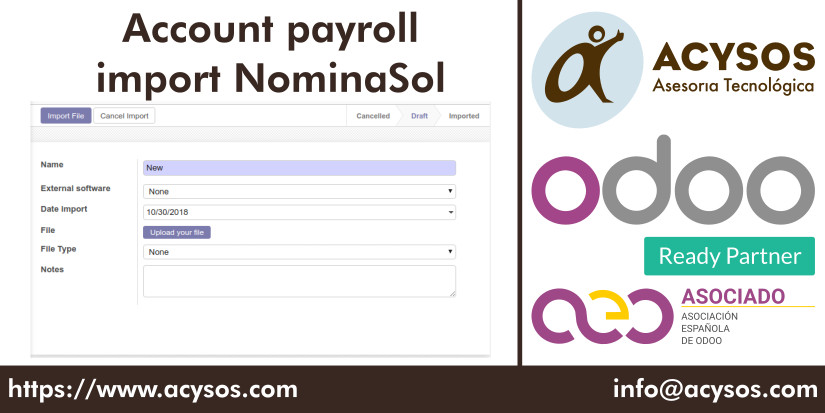 Account payroll
import NominaSol
Import File
Cancel Import
Cancelled
Draft
Imported
Name
New
External software
None
Date Import
10/30/2018
File
Upload your file
File Type
None
Notes
ACYSOS
Asesoría Tecnológica
odoo
Ready Partner
aeo
ASOCIADO
ASOCIACIÓN
ESPAÑOLA
DE ODOO
https://www.acysos.com
info@acysos.com